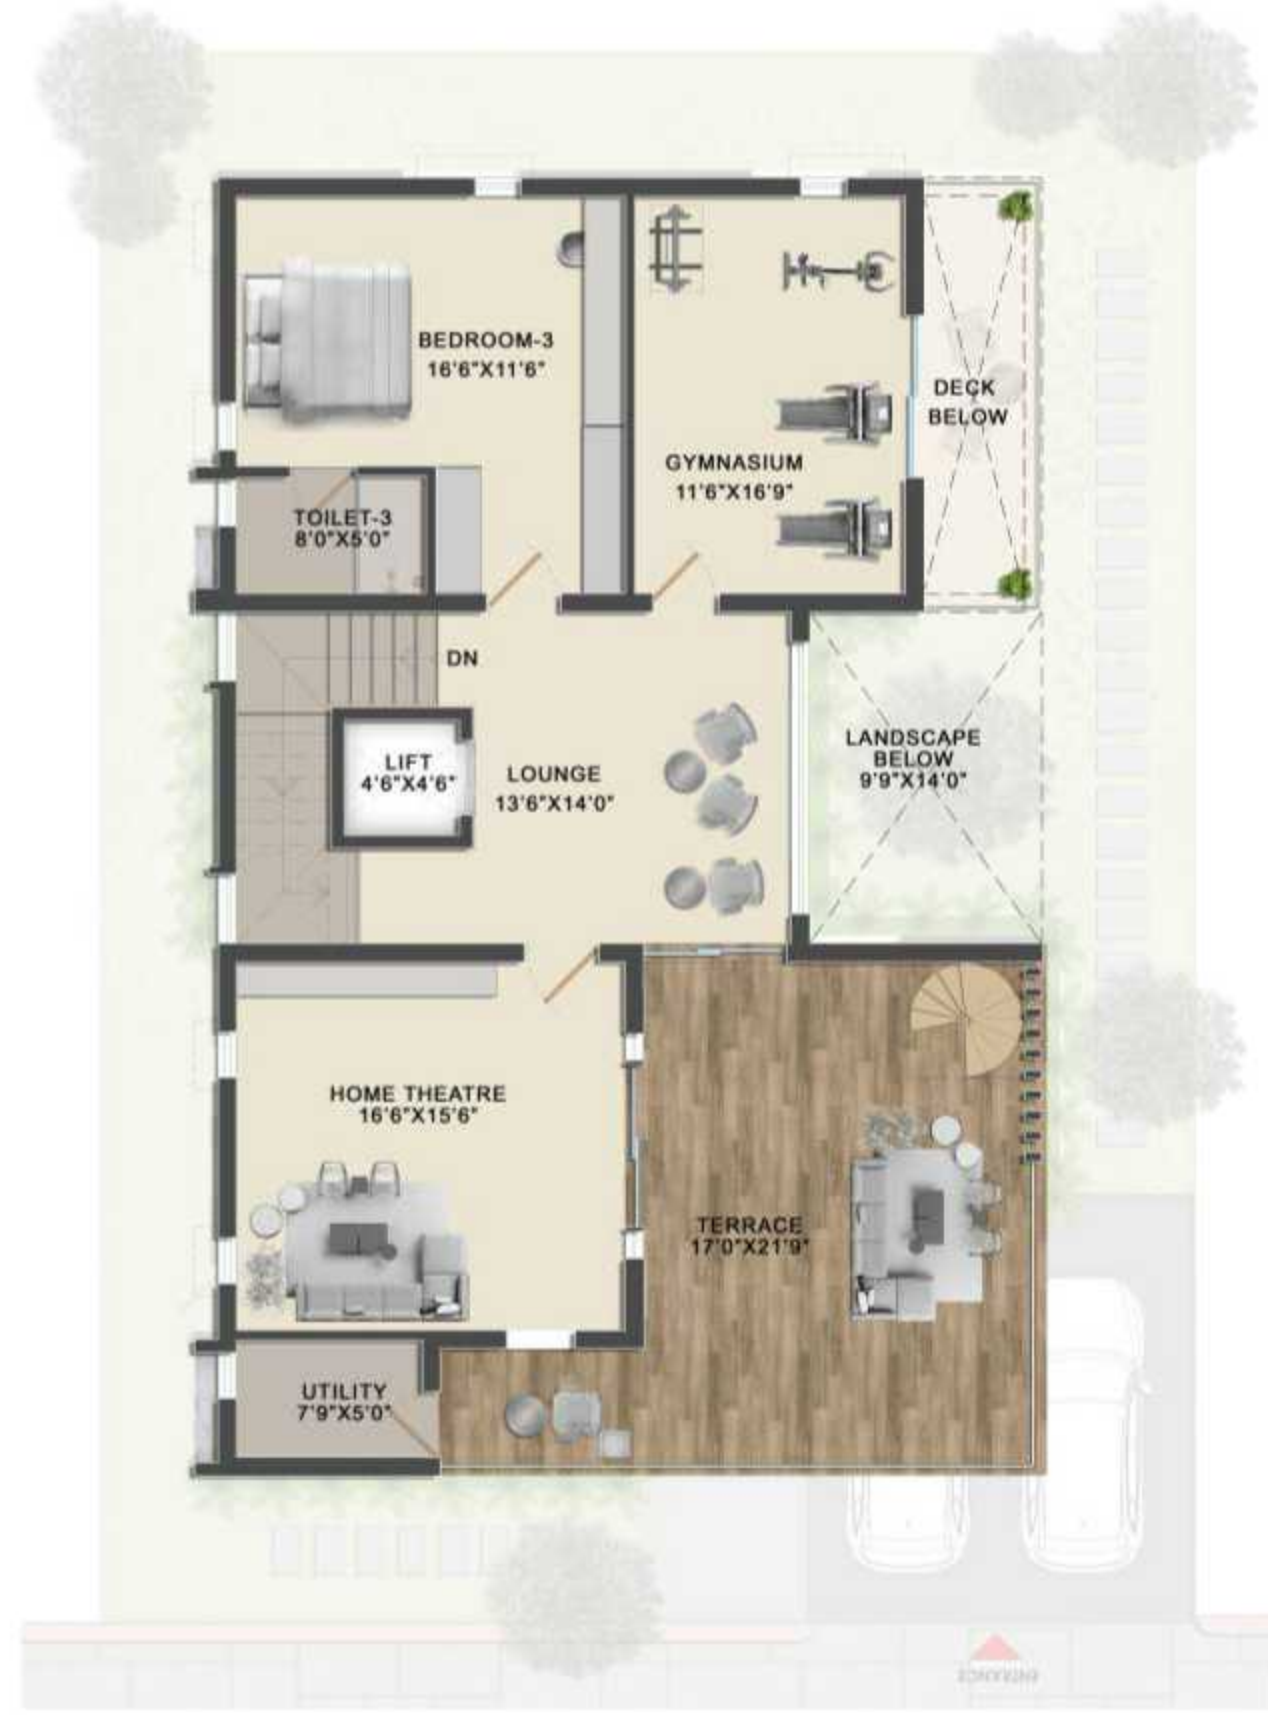 BEDROOM-3
16'6"X11'6"
DECK
BELOW
GYMNASIUM
11'6"X16'9"
TOILET-3
8'0"X5'0"
DN
LIFT
4'6"X4'6"
LOUNGE
13'6"X14'0"
LANDSCAPE
BELOW
9'9"X14'0"
HOME THEATRE
16'6"X15'6"
TERRACE
17'0"X21'9"
UTILITY
7'9"X5'0"